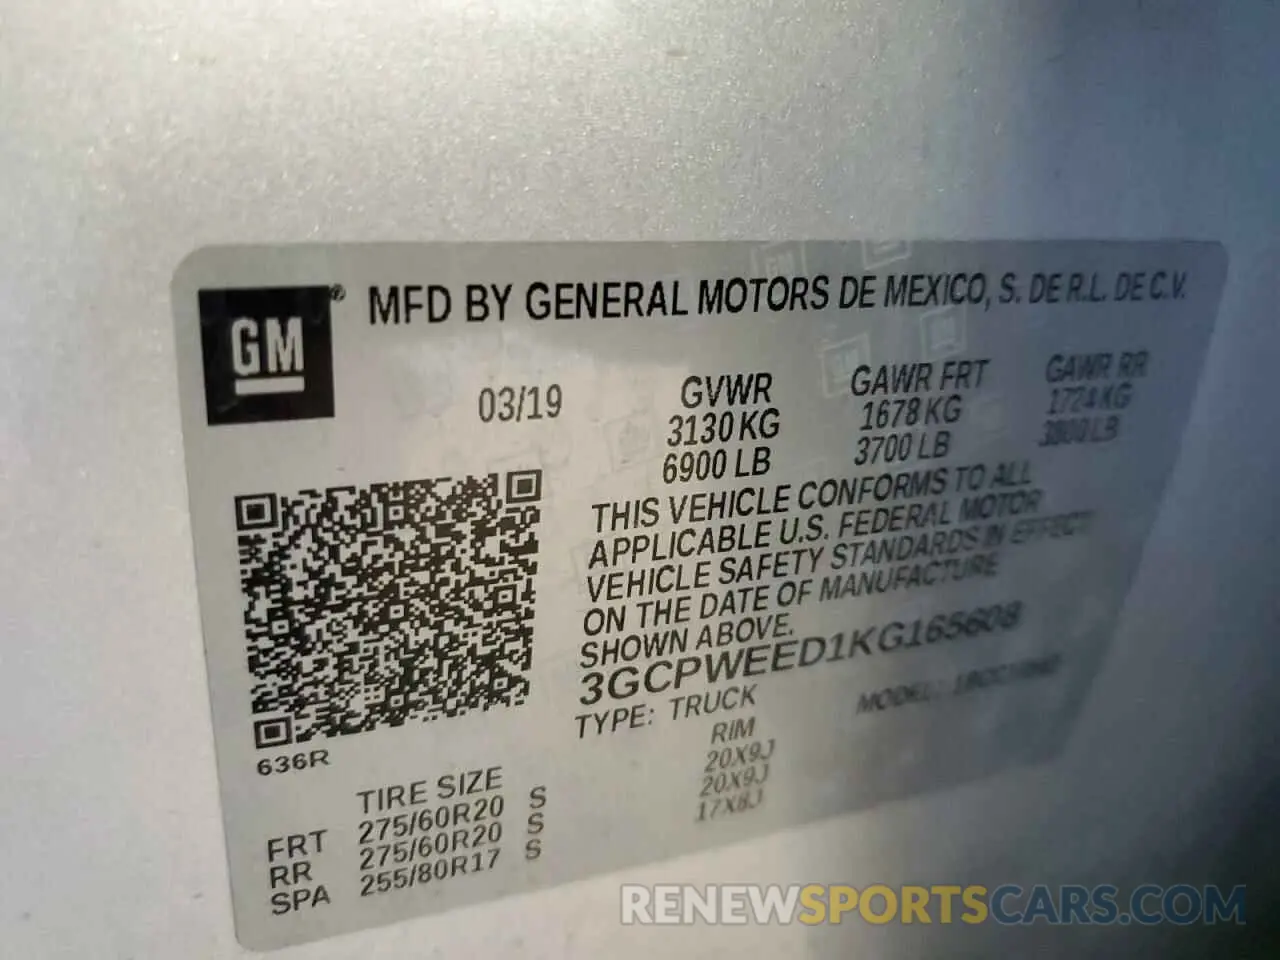 GM ® MFD BY GENERAL MOTORS DE MEXICO, S. DE R.L. DE C.V.
03/19 GVWR GAWR FRT GAWR RR
3130 KG 1678 KG 1724 KG
6900 LB 3700 LB 3800 LB
THIS VEHICLE CONFORMS TO ALL
APPLICABLE U.S. FEDERAL MOTOR
VEHICLE SAFETY STANDARDS IN EFFECT
ON THE DATE OF MANUFACTURE
SHOWN ABOVE.
3GCPWEED1KG165608
TYPE: TRUCK MODEL:
636R
TIRE SIZE RIM
FRT 275/60R20 S 20X9J
RR 275/60R20 S 20X9J
SPA 255/80R17 S 17X8J
RENEWSPORTSCARS.COM